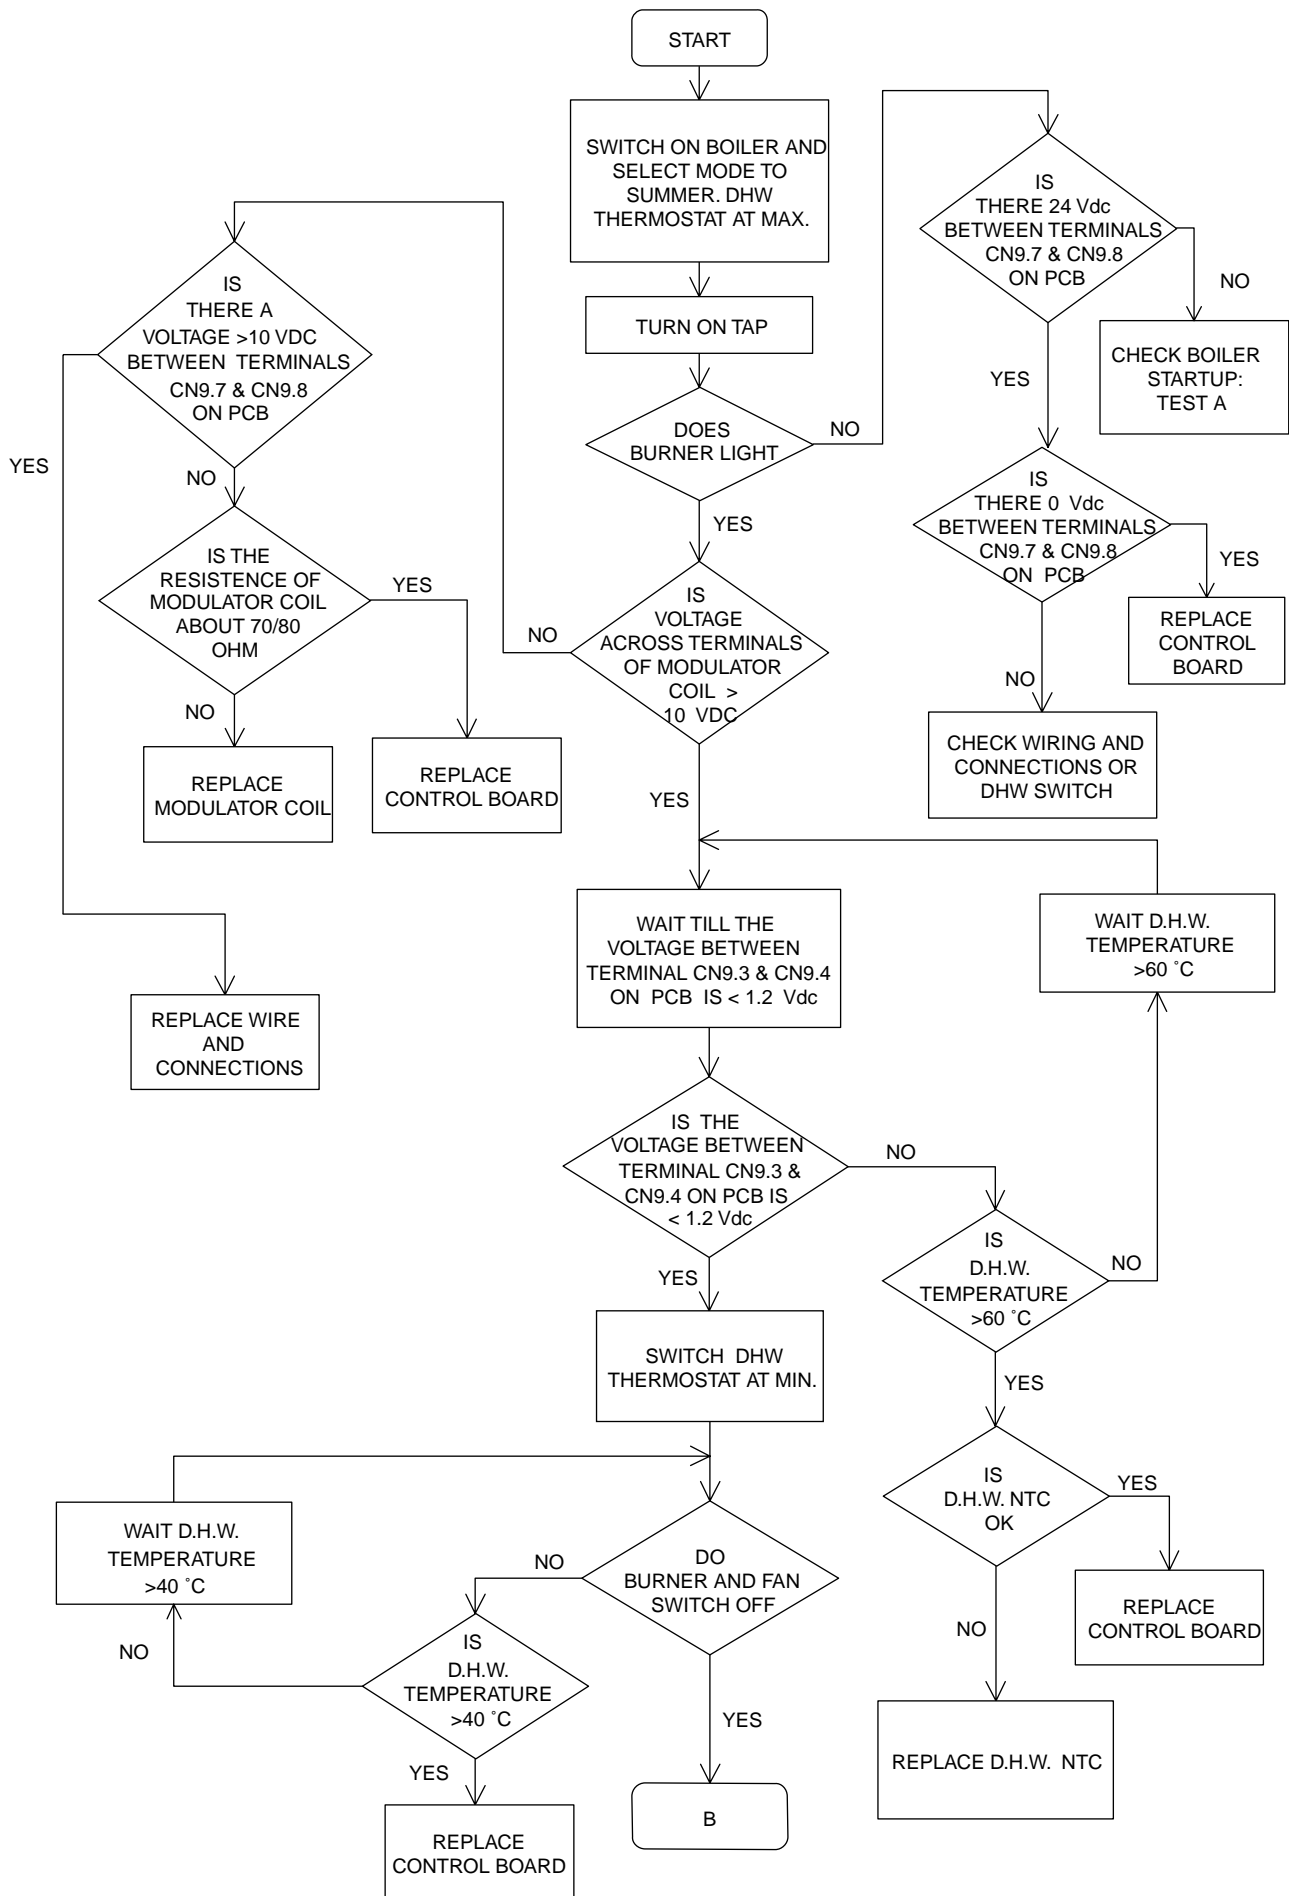 START
SWITCH ON BOILER AND
SELECT MODE TO
SUMMER. DHW
THERMOSTAT AT MAX.
TURN ON TAP
DOES
BURNER LIGHT
NO
YES
IS
THERE 24 Vdc
BETWEEN TERMINALS
CN9.7 & CN9.8
ON PCB
NO
CHECK BOILER
STARTUP:
TEST A
YES
IS
THERE 0 Vdc
BETWEEN TERMINALS
CN9.7 & CN9.8
ON PCB
YES
REPLACE
CONTROL
BOARD
NO
CHECK WIRING AND
CONNECTIONS OR
DHW SWITCH
IS
VOLTAGE
ACROSS TERMINALS
OF MODULATOR
COIL >
10 VDC
NO
YES
IS
THERE A
VOLTAGE >10 VDC
BETWEEN TERMINALS
CN9.7 & CN9.8
ON PCB
YES
NO
IS THE
RESISTENCE OF
MODULATOR COIL
ABOUT 70/80
OHM
YES
NO
REPLACE
MODULATOR COIL
REPLACE
CONTROL BOARD
REPLACE WIRE
AND
CONNECTIONS
WAIT TILL THE
VOLTAGE BETWEEN
TERMINAL CN9.3 & CN9.4
ON PCB IS < 1.2 Vdc
WAIT D.H.W.
TEMPERATURE
>60 ˚C
IS THE
VOLTAGE BETWEEN
TERMINAL CN9.3 &
CN9.4 ON PCB IS
< 1.2 Vdc
NO
YES
IS
D.H.W.
TEMPERATURE
>60 ˚C
NO
YES
SWITCH DHW
THERMOSTAT AT MIN.
IS
D.H.W. NTC
OK
YES
NO
REPLACE
CONTROL BOARD
REPLACE D.H.W. NTC
WAIT D.H.W.
TEMPERATURE
>40 ˚C
DO
BURNER AND FAN
SWITCH OFF
NO
YES
IS
D.H.W.
TEMPERATURE
>40 ˚C
NO
YES
REPLACE
CONTROL BOARD
B